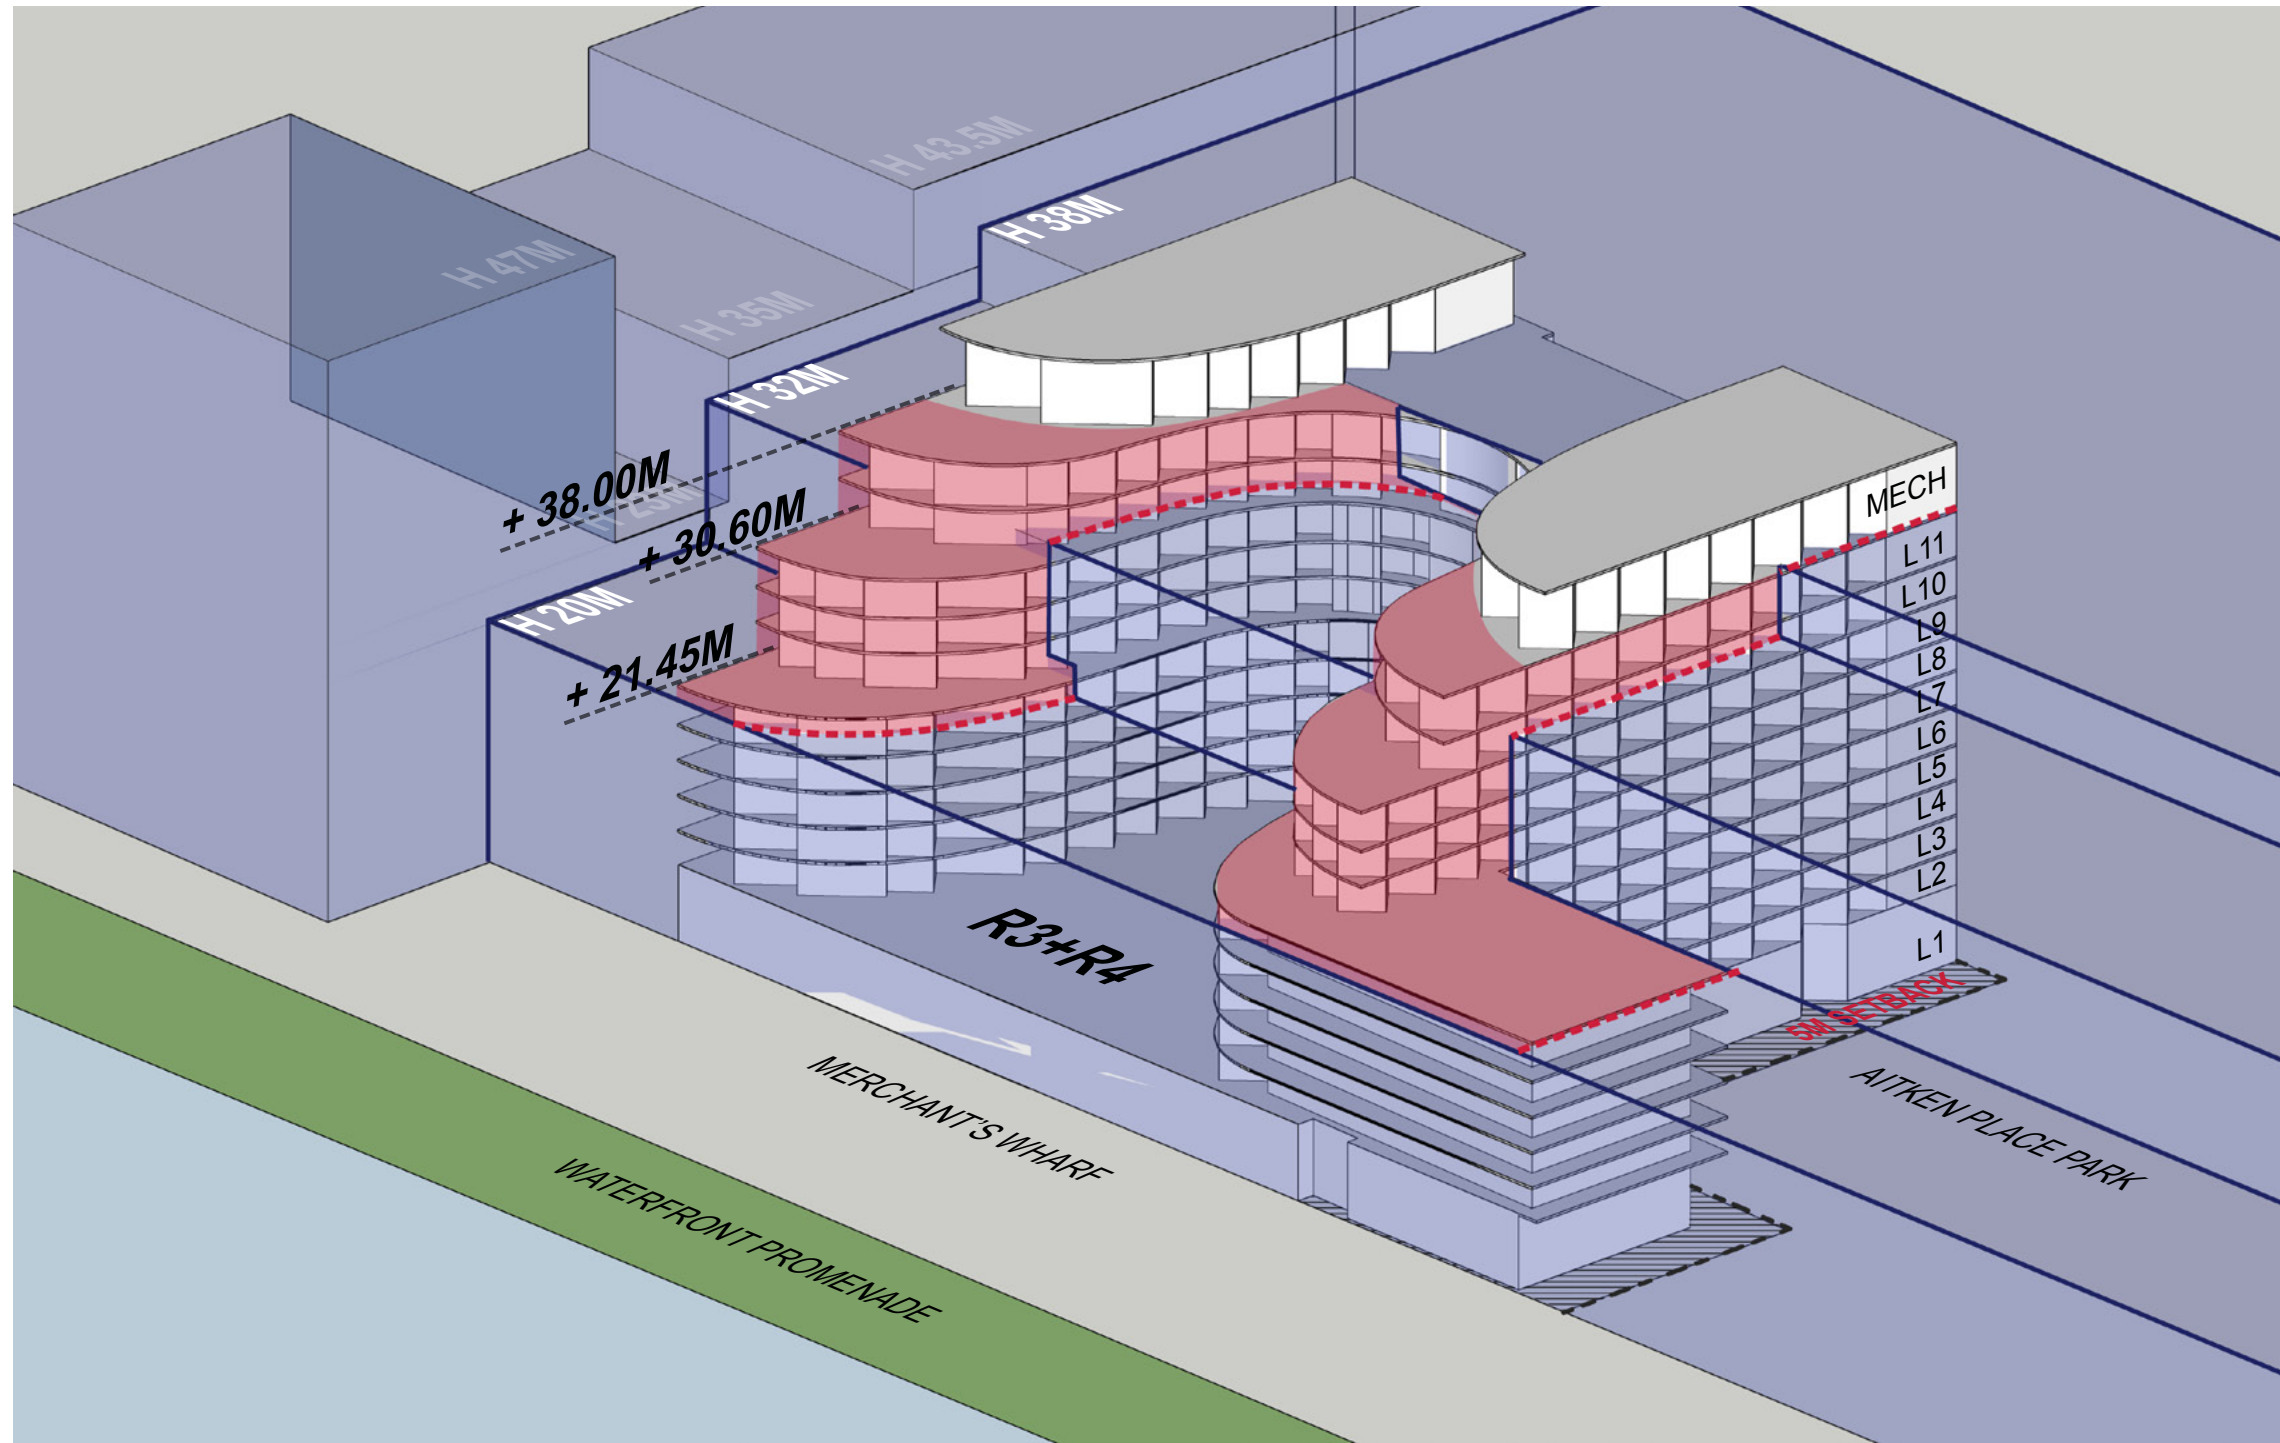 H 43.5M
H 38M
H 47M
H 35M
H 32M
+ 38.00M
H 23M
+ 30.60M
H 20M
+ 21.45M
MECH
L11
L10
L9
L8
L7
L6
L5
L4
L3
L2
L1
R3+R4
5M SETBACK
MERCHANT'S WHARF
AITKEN PLACE PARK
WATERFRONT PROMENADE